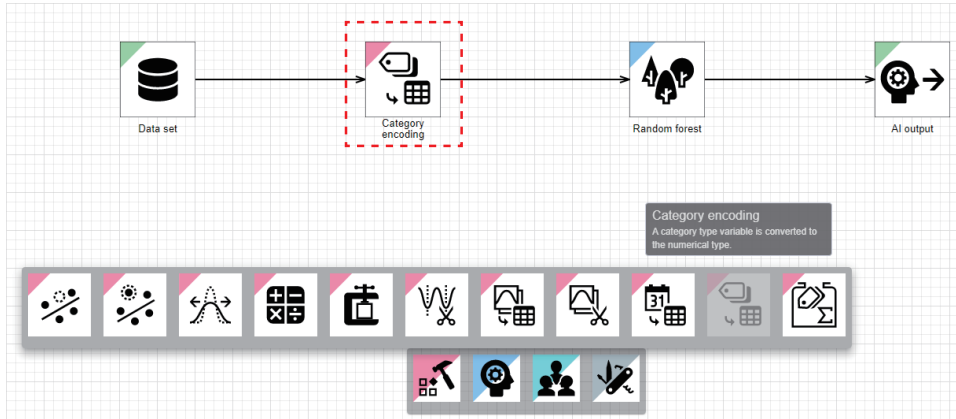 Data set
Category
encoding
Random forest
AI output
Category encoding
A category type variable is converted to
the numerical type.
31